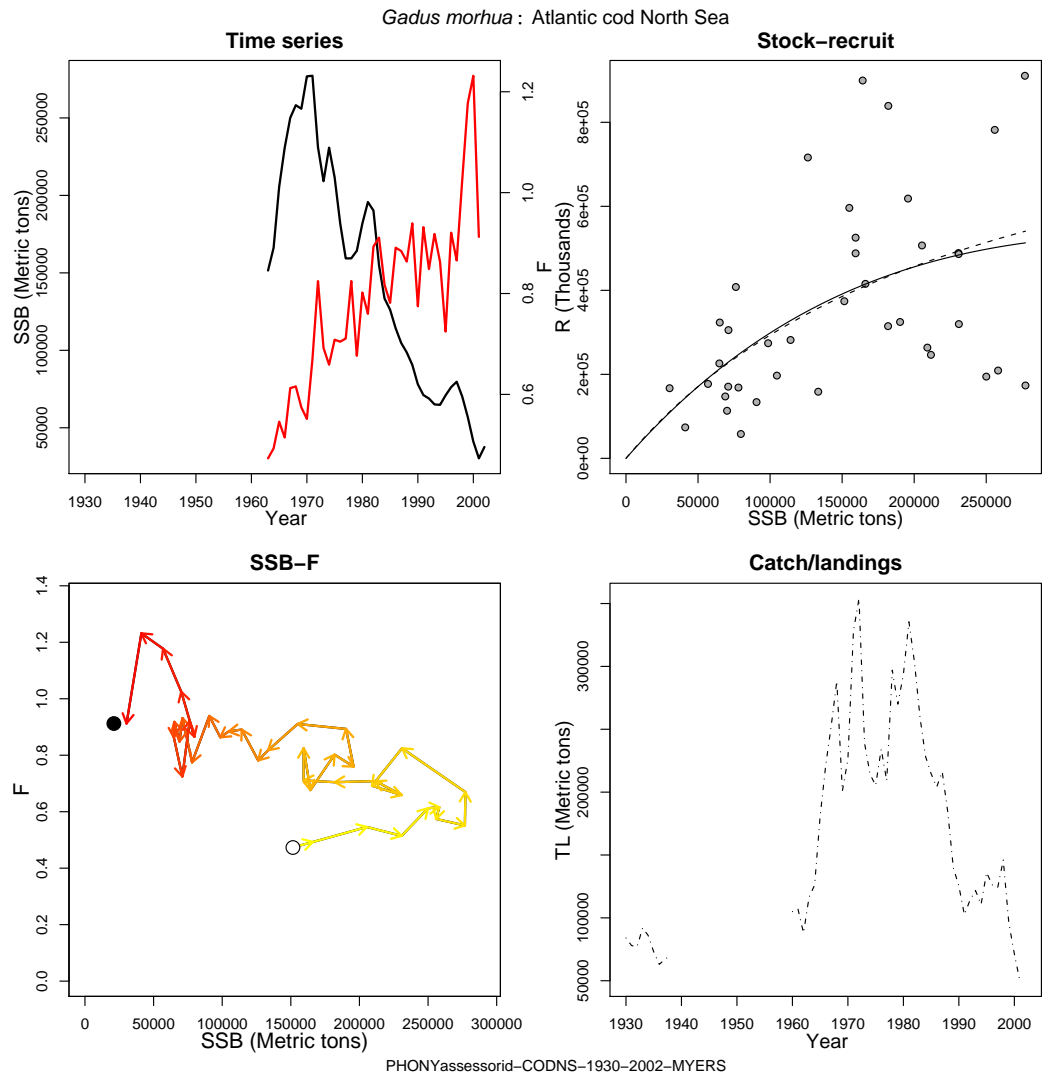 Gadus morhua : Atlantic cod North Sea
Time series
SSB (Metric tons)
50000 100000 150000 200000 250000
0.6 0.8 1.0 1.2
F
1930 1940 1950 1960 1970 1980 1990 2000
Year
Stock−recruit
R (Thousands)
0e+00 2e+05 4e+05 6e+05 8e+05
0 50000 100000 150000 200000 250000
SSB (Metric tons)
SSB−F
F
0.0 0.2 0.4 0.6 0.8 1.0 1.2 1.4
0 50000 100000 150000 200000 250000 300000
SSB (Metric tons)
Catch/landings
TL (Metric tons)
50000 100000 200000 300000
1930 1940 1950 1960 1970 1980 1990 2000
Year
PHONYassessorid−CODNS−1930−2002−MYERS